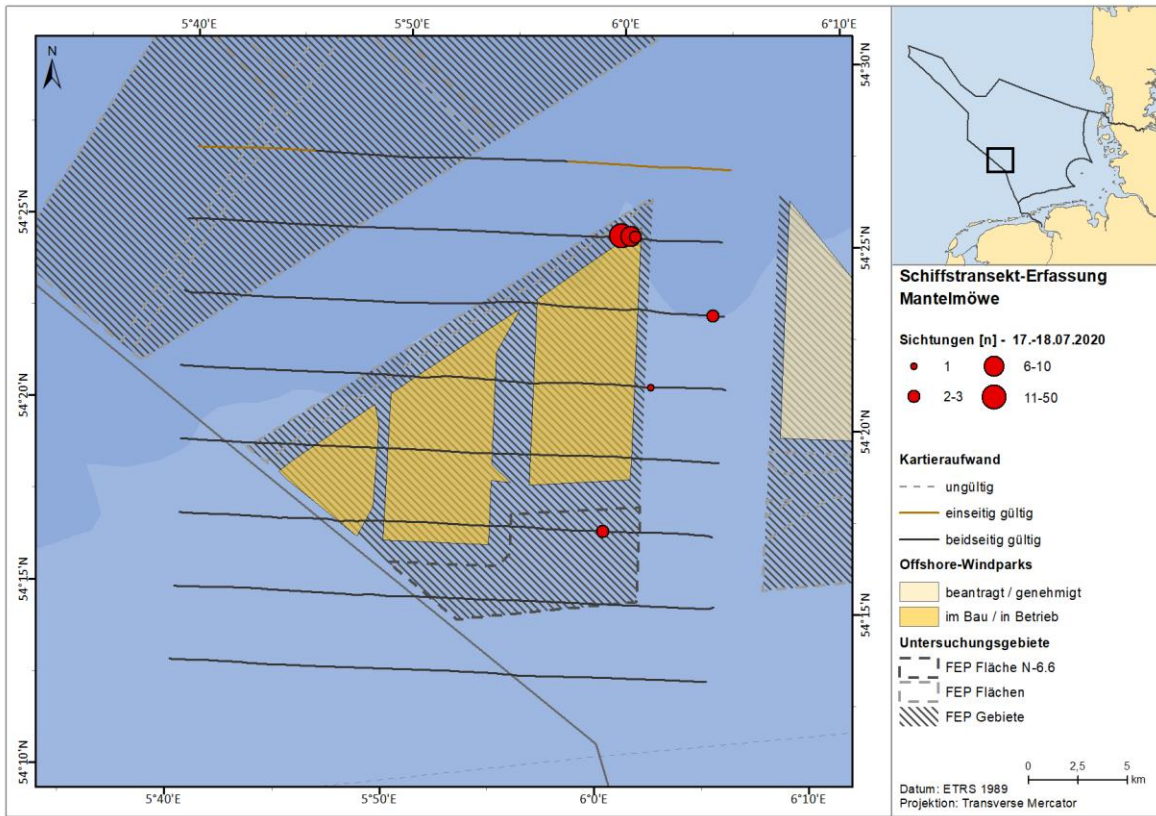 5°40'E 5°50'E 6°0'E 6°10'E
N
54°30'N
54°25'N
54°20'N
54°15'N
54°10'N
54°30'N
54°25'N
54°20'N
54°15'N
5°40'E 5°50'E 6°0'E 6°10'E
Schiffstransekt-Erfassung
Mantelmöwe
Sichtungen [n] - 17.-18.07.2020
1 6-10
2-3 11-50
Kartieraufwand
ungültig
einseitig gültig
beidseitig gültig
Offshore-Windparks
beantragt / genehmigt
im Bau / in Betrieb
Untersuchungsgebiete
FEP Fläche N-6.6
FEP Flächen
FEP Gebiete
0 2,5 5
km
Datum: ETRS 1989
Projektion: Transverse Mercator